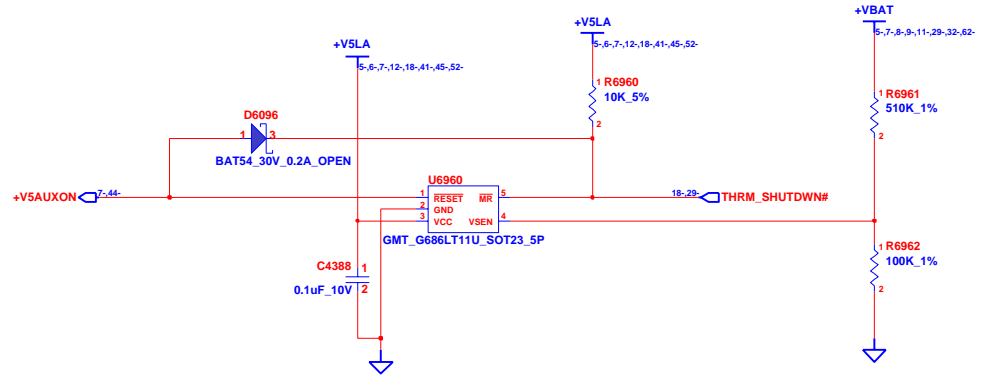 +VBAT
5-,7-,8-,9-,11-,29-,32-,62-
+V5LA
5-,6-,7-,12-,18-,41-,45-,52-
+V5LA
5-,6-,7-,12-,18-,41-,45-,52-
1
R6960
10K_5%
2
1
R6961
510K_1%
2
D6096
1
3
BAT54_30V_0.2A_OPEN
U6960
+V5AUXON
7-,44-
1
RESET
MR
5
2
GND
3
VCC
VSEN
4
18-,29-
THRM_SHUTDWN#
GMT_G686LT11U_SOT23_5P
C4388
1
2
0.1uF_10V
1
R6962
100K_1%
2